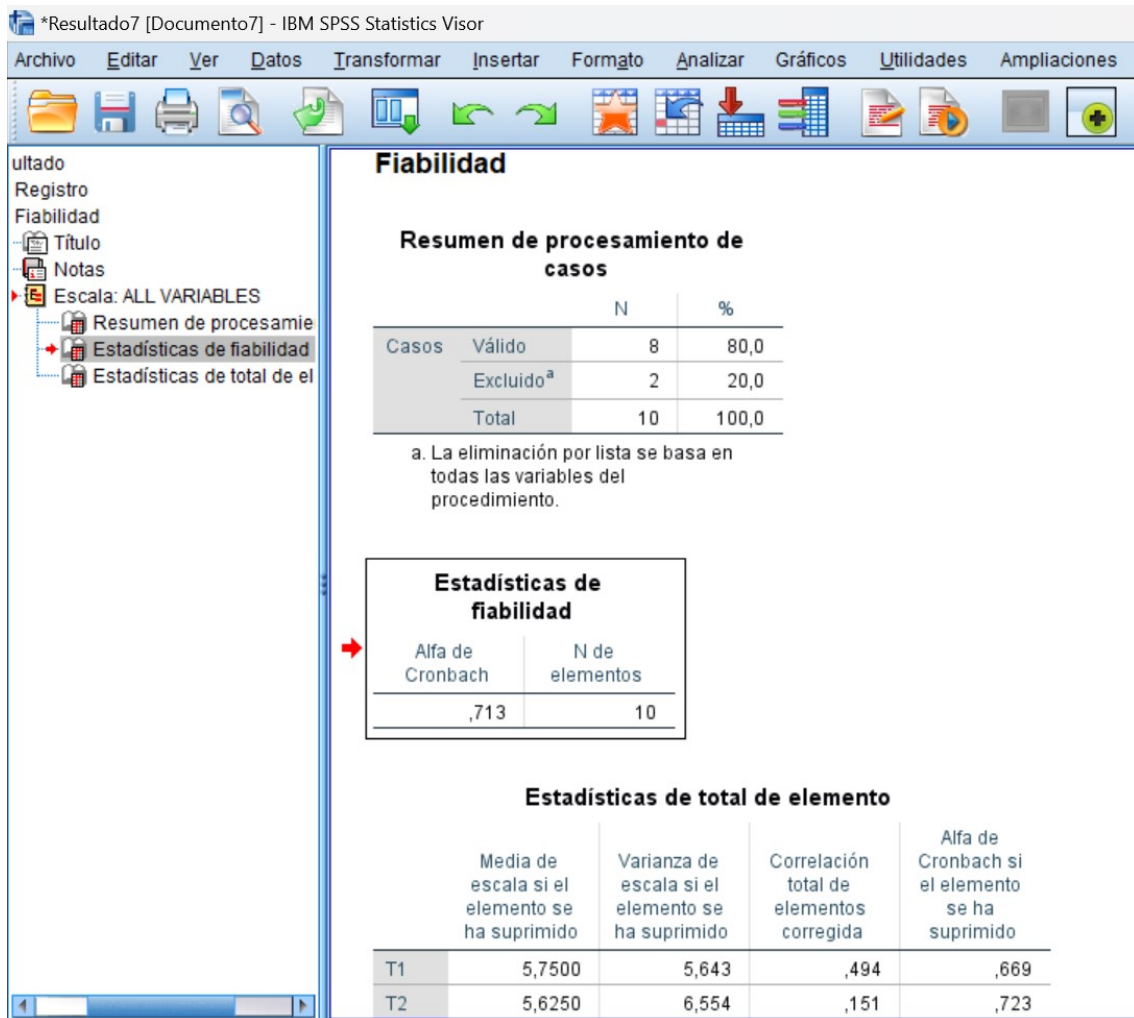 *Resultado7 [Documento7] - IBM SPSS Statistics Visor
Archivo Editar Ver Datos Transformar Insertar Formato Analizar Gráficos Utilidades Ampliaciones
ultado
Registro
Fiabilidad
Título
Notas
Escala: ALL VARIABLES
Resumen de procesamie
Estadísticas de fiabilidad
Estadísticas de total de el
Fiabilidad
Resumen de procesamiento de
casos
N %
Casos Válido 8 80,0
Excluidoª 2 20,0
Total 10 100,0
a. La eliminación por lista se basa en
todas las variables del
procedimiento.
Estadísticas de
fiabilidad
Alfa de
Cronbach
N de
elementos
,713 10
Estadísticas de total de elemento
Media de
escala si el
elemento se
ha suprimido
Varianza de
escala si el
elemento se
ha suprimido
Correlación
total de
elementos
corregida
Alfa de
Cronbach si
el elemento
se ha
suprimido
T1 5,7500 5,643 ,494 ,669
T2 5,6250 6,554 ,151 ,723